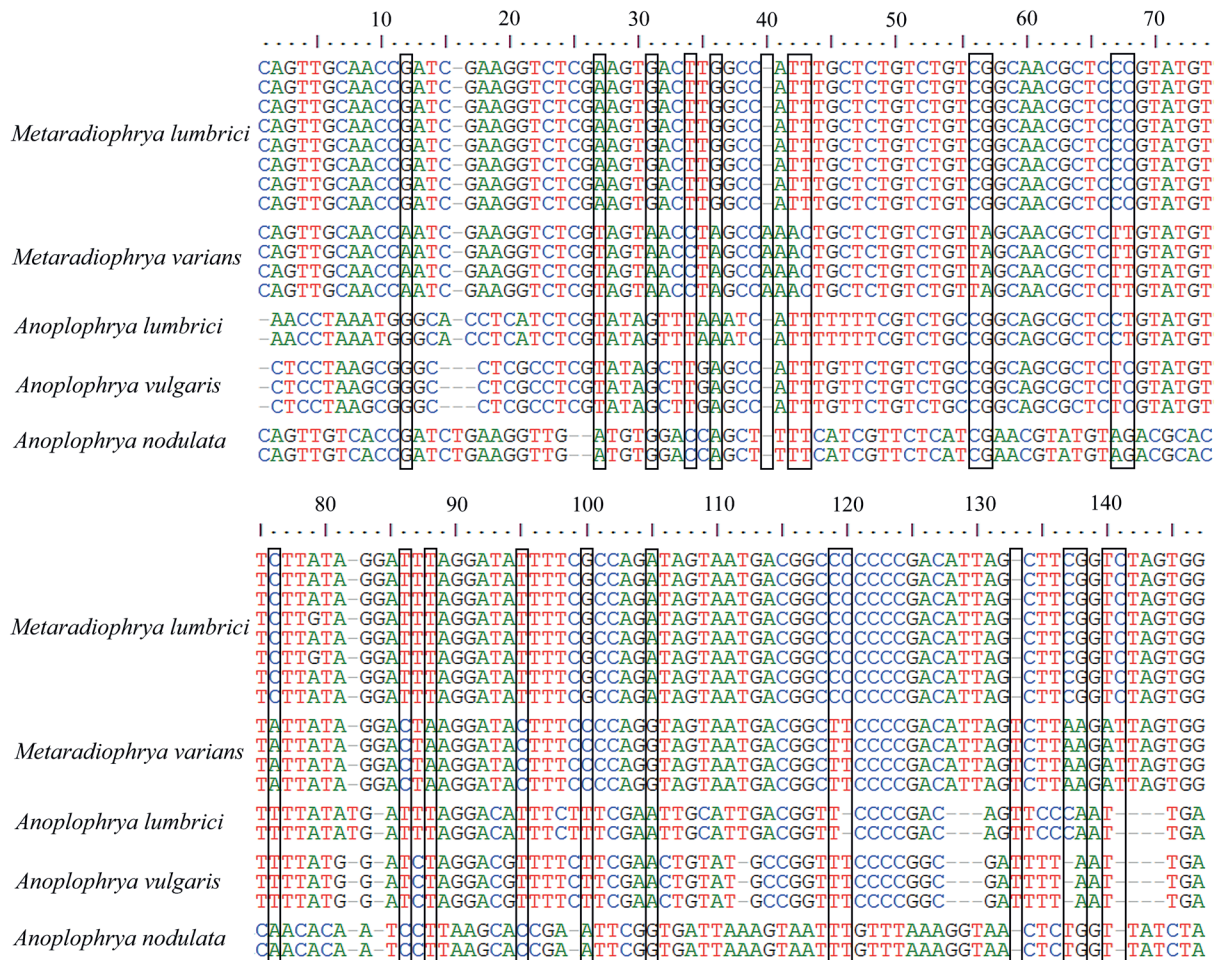 10 20 30 40 50 60 70
CAGTTGCAACCGATC-GAAGGTCTCGAAGTGACTTGGCC-ATTTGCTCTGTCTGTCGGCAACGCTCCCGTATGT
CAGTTGCAACCGATC-GAAGGTCTCGAAGTGACTTGGCC-ATTTGCTCTGTCTGTCGGCAACGCTCCCGTATGT
CAGTTGCAACCGATC-GAAGGTCTCGAAGTGACTTGGCC-ATTTGCTCTGTCTGTCGGCAACGCTCCCGTATGT
Metaradiophrya lumbrici CAGTTGCAACCGATC-GAAGGTCTCGAAGTGACTTGGCC-ATTTGCTCTGTCTGTCGGCAACGCTCCCGTATGT
CAGTTGCAACCGATC-GAAGGTCTCGAAGTGACTTGGCC-ATTTGCTCTGTCTGTCGGCAACGCTCCCGTATGT
CAGTTGCAACCGATC-GAAGGTCTCGAAGTGACTTGGCC-ATTTGCTCTGTCTGTCGGCAACGCTCCCGTATGT
CAGTTGCAACCGATC-GAAGGTCTCGAAGTGACTTGGCC-ATTTGCTCTGTCTGTCGGCAACGCTCCCGTATGT
CAGTTGCAACCGATC-GAAGGTCTCGAAGTGACTTGGCC-ATTTGCTCTGTCTGTCGGCAACGCTCCCGTATGT
CAGTTGCAACCAATC-GAAGGTCTCGTAGTAACCTAGCCAAACTGCTCTGTCTGTTAGCAACGCTCTTGTATGT
Metaradiophrya varians CAGTTGCAACCAATC-GAAGGTCTCGTAGTAACCTAGCCAAACTGCTCTGTCTGTTAGCAACGCTCTTGTATGT
CAGTTGCAACCAATC-GAAGGTCTCGTAGTAACCTAGCCAAACTGCTCTGTCTGTTAGCAACGCTCTTGTATGT
CAGTTGCAACCAATC-GAAGGTCTCGTAGTAACCTAGCCAAACTGCTCTGTCTGTTAGCAACGCTCTTGTATGT
Anoplophrya lumbrici -AACCTAAATGGGCA-CCTCATCTCGTATAGTTTAAATC-ATTTTTTTCGTCTGCCGGCAGCGCTCCTGTATGT
-AACCTAAATGGGCA-CCTCATCTCGTATAGTTTAAATC-ATTTTTTTCGTCTGCCGGCAGCGCTCCTGTATGT
-CTCCTAAGCGGGC---CTCGCCTCGTATAGCTTGAGCC-ATTTGTTCTGTCTGCCGGCAGCGCTCTCGTATGT
Anoplophrya vulgaris -CTCCTAAGCGGGC---CTCGCCTCGTATAGCTTGAGCC-ATTTGTTCTGTCTGCCGGCAGCGCTCTCGTATGT
-CTCCTAAGCGGGC---CTCGCCTCGTATAGCTTGAGCC-ATTTGTTCTGTCTGCCGGCAGCGCTCTCGTATGT
Anoplophrya nodulata CAGTTGTCACCGATCTGAAGGTTG--ATGTGGACCAGCT-TTTCATCGTTCTCATCGAACGTATGTAGACGCAC
CAGTTGTCACCGATCTGAAGGTTG--ATGTGGACCAGCT-TTTCATCGTTCTCATCGAACGTATGTAGACGCAC
80 90 100 110 120 130 140
TCTTATA-GGATTTAGGATATTTTCGCCAGATAGTAATGACGGCCCCCCCGACATTAG-CTTCGGTCTAGTGG
TCTTATA-GGATTTAGGATATTTTCGCCAGATAGTAATGACGGCCCCCCCGACATTAG-CTTCGGTCTAGTGG
TCTTATA-GGATTTAGGATATTTTCGCCAGATAGTAATGACGGCCCCCCCGACATTAG-CTTCGGTCTAGTGG
Metaradiophrya lumbrici TCTTGTA-GGATTTAGGATATTTTCGCCAGATAGTAATGACGGCCCCCCCGACATTAG-CTTCGGTCTAGTGG
TCTTATA-GGATTTAGGATATTTTCGCCAGATAGTAATGACGGCCCCCCCGACATTAG-CTTCGGTCTAGTGG
TCTTGTA-GGATTTAGGATATTTTCGCCAGATAGTAATGACGGCCCCCCCGACATTAG-CTTCGGTCTAGTGG
TCTTATA-GGATTTAGGATATTTTCGCCAGATAGTAATGACGGCCCCCCCGACATTAG-CTTCGGTCTAGTGG
TCTTATA-GGATTTAGGATATTTTCGCCAGATAGTAATGACGGCCCCCCCGACATTAG-CTTCGGTCTAGTGG
TATTATA-GGACTAAGGATACTTTCCCCAGGTAGTAATGACGGCTTCCCCGACATTAGTCTTAAGATTAGTGG
Metaradiophrya varians TATTATA-GGACTAAGGATACTTTCCCCAGGTAGTAATGACGGCTTCCCCGACATTAGTCTTAAGATTAGTGG
TATTATA-GGACTAAGGATACTTTCCCCAGGTAGTAATGACGGCTTCCCCGACATTAGTCTTAAGATTAGTGG
TATTATA-GGACTAAGGATACTTTCCCCAGGTAGTAATGACGGCTTCCCCGACATTAGTCTTAAGATTAGTGG
Anoplophrya lumbrici TTTTATATG-ATTTAGGACATTTCTTTCGAATTGCATTGACGGTT-CCCCGAC---AGTTCCCAAT----TGA
TTTTATATG-ATTTAGGACATTTCTTTCGAATTGCATTGACGGTT-CCCCGAC---AGTTCCCAAT----TGA
TTTTATG-G-ATCTAGGACGTTTTCTTCGAACTGTAT-GCCGGTTTCCCCGGC---GATTTT-AAT----TGA
Anoplophrya vulgaris TTTTATG-G-ATCTAGGACGTTTTCTTCGAACTGTAT-GCCGGTTTCCCCGGC---GATTTT-AAT----TGA
TTTTATG-G-ATCTAGGACGTTTTCTTCGAACTGTAT-GCCGGTTTCCCCGGC---GATTTT-AAT----TGA
Anoplophrya nodulata CAACACA-A-TCCTTAAGCACCGA-ATTCGGTGATTAAAGTAATTTGTTTAAAGGTAA-CTCTGGT-TATCTA
CAACACA-A-TCCTTAAGCACCGA-ATTCGGTGATTAAAGTAATTTGTTTAAAGGTAA-CTCTGGT-TATCTA